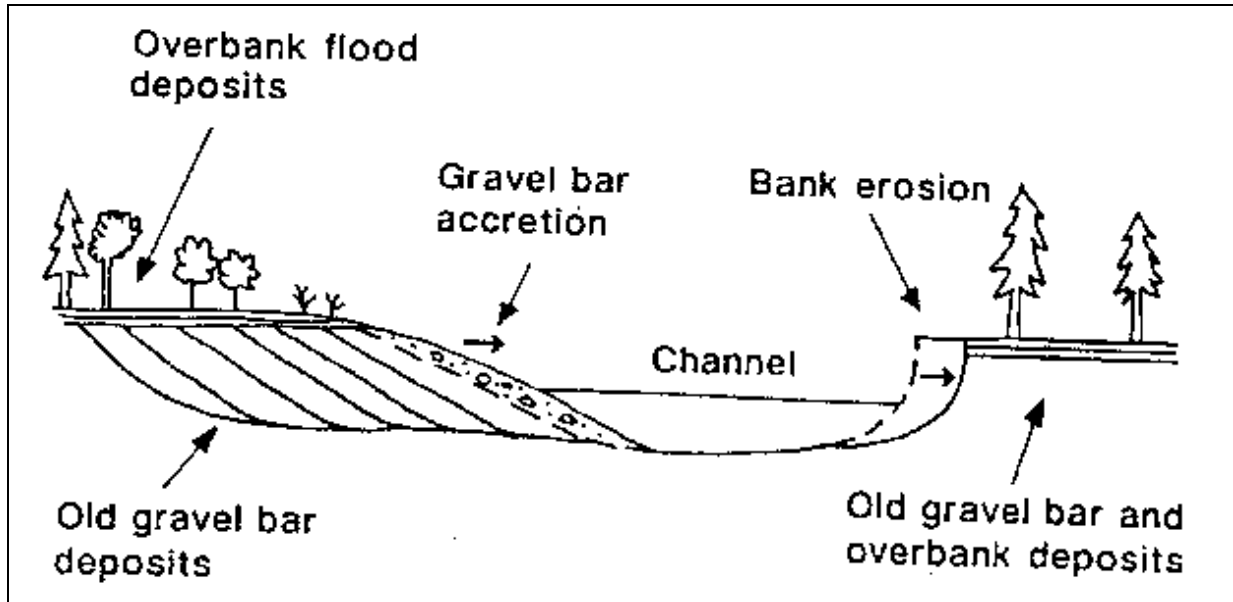 Overbank flood
deposits
Gravel bar
accretion
Bank erosion
Channel
Old gravel bar
deposits
Old gravel bar and
overbank deposits